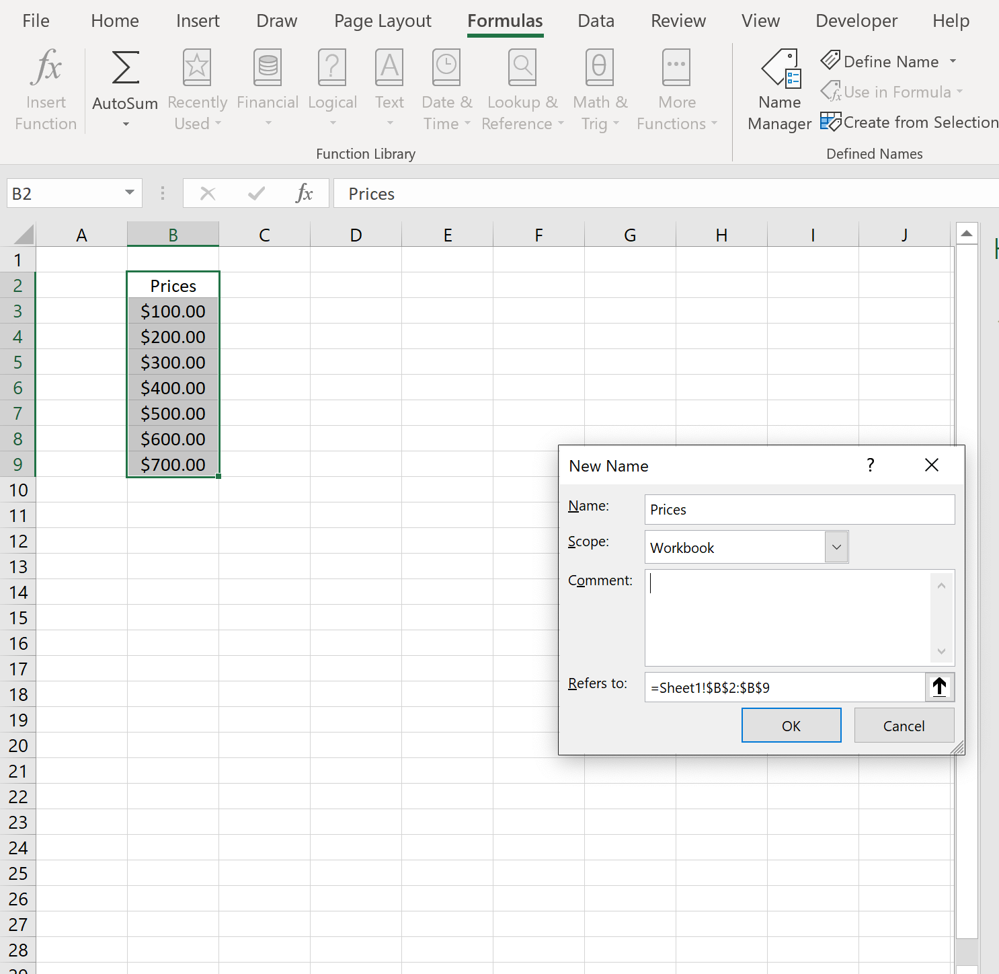 File Home Insert Draw Page Layout Formulas Data Review View Developer Help
fx
Insert
Function
AutoSum
Recently
Used
Financial
Logical
Text
Date &
Time
Lookup &
Reference
Math &
Trig
More
Functions
Function Library
Name
Manager
Define Name
Use in Formula
Create from Selection
Defined Names
B2 fx Prices
A B C D E F G H I J
1
2 Prices
3 $100.00
4 $200.00
5 $300.00
6 $400.00
7 $500.00
8 $600.00
9 $700.00
10
11
12
13
14
15
16
17
18
19
20
21
22
23
24
25
26
27
28
New Name ?
Name: Prices
Scope: Workbook
Comment:
Refers to: =Sheet1!$B$2:$B$9
OK Cancel